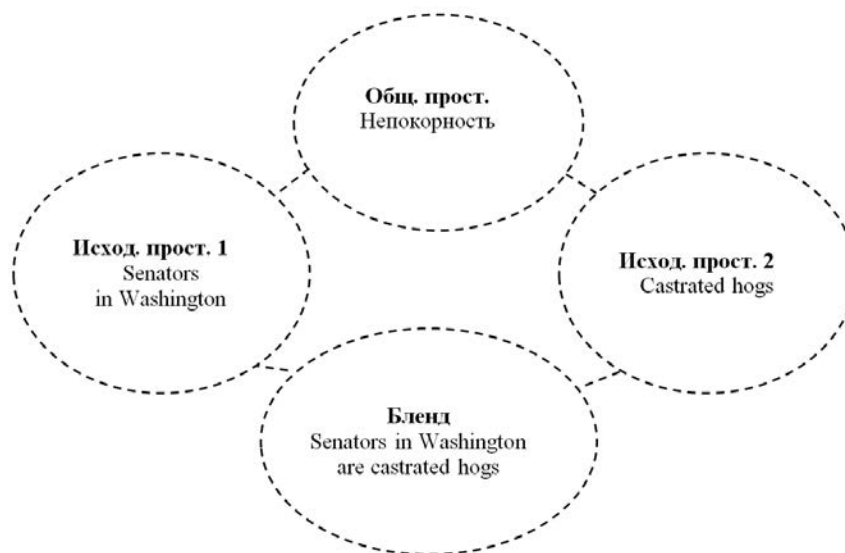 Общ. прост.
Непокорность
Исход. прост. 1
Senators
in Washington
Исход. прост. 2
Castrated hogs
Бленд
Senators in Washington
are castrated hogs